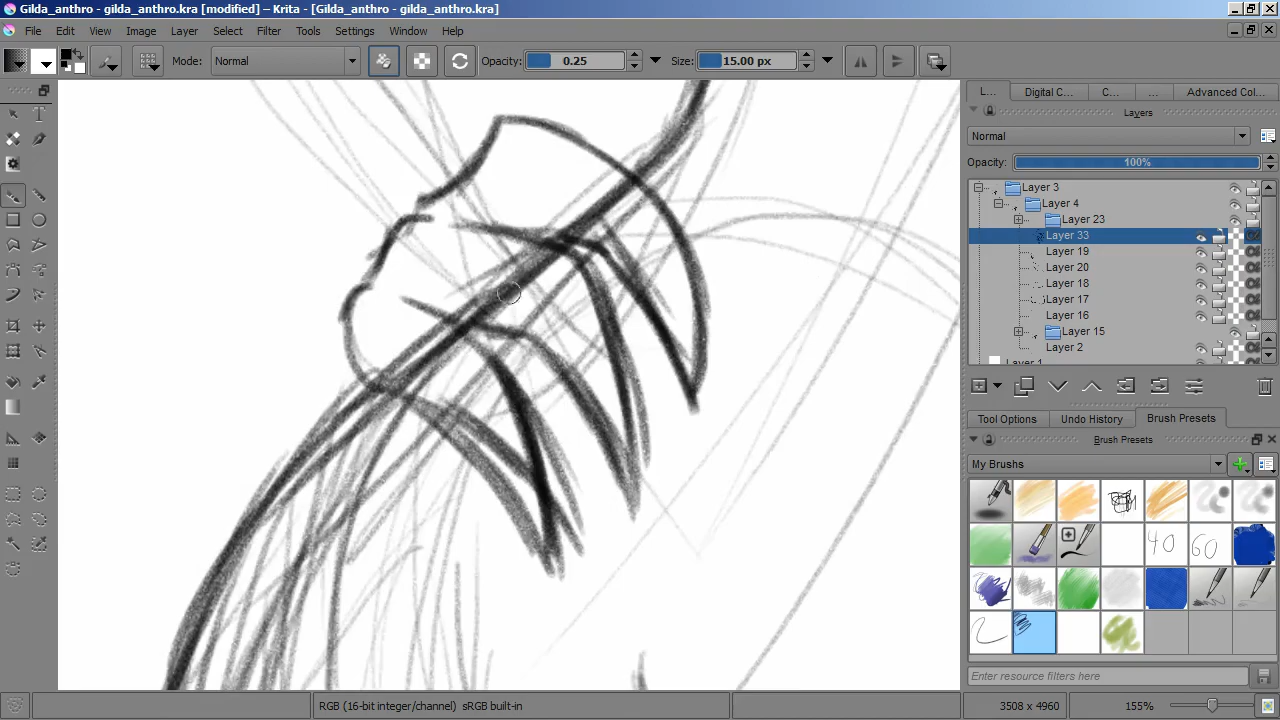 Gilda_anthro - gilda_anthro.kra [modified] – Krita - [Gilda_anthro - gilda_anthro.kra]
File Edit View Image Layer Select Filter Tools Settings Window Help
Mode: Normal Opacity: 0.25 Size: 15.00 px
L... Digital C... C... ... Advanced Col...
Layers
Normal
Opacity: 100%
Layer 3
Layer 4
Layer 23
Layer 33
Layer 19
Layer 20
Layer 18
Layer 17
Layer 16
Layer 15
Layer 2
Layer 1
Tool Options Undo History Brush Presets
Brush Presets
My Brushes
40 60
Enter resource filters here
RGB (16-bit integer/channel) sRGB built-in 3508 x 4960 155%